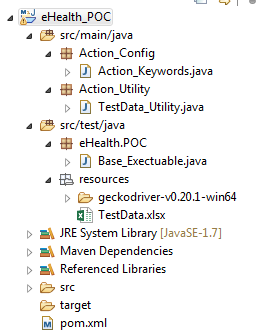 eHealth_POC
src/main/java
Action_Config
Action_Keywords.java
Action_Utility
TestData_Utility.java
src/test/java
eHealth.POC
Base_Exectuable.java
resources
geckodriver-v0.20.1-win64
TestData.xlsx
JRE System Library [JavaSE-1.7]
Maven Dependencies
Referenced Libraries
src
target
pom.xml